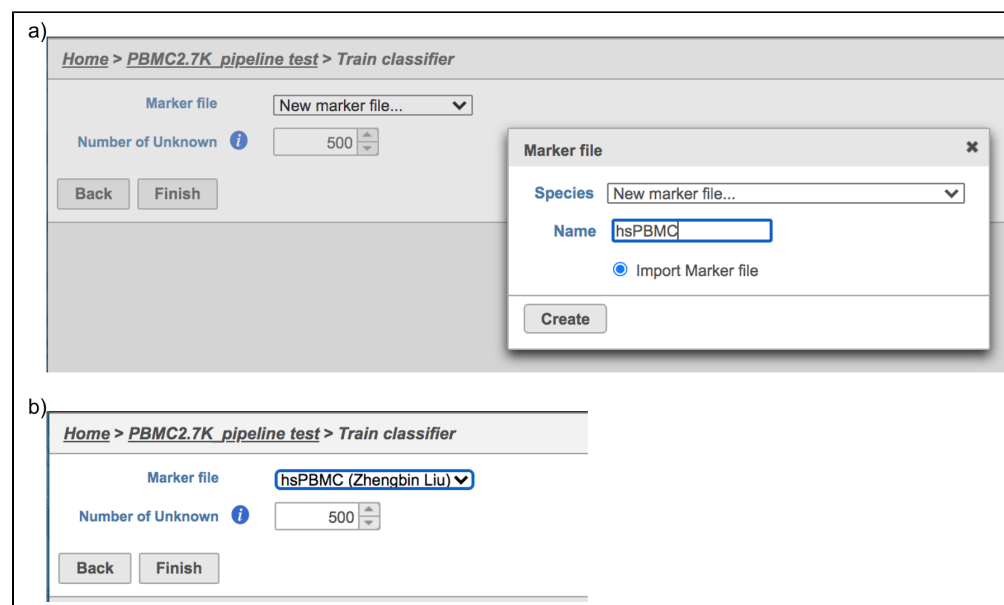 a)
Home > PBMC2.7K_pipeline test > Train classifier
Marker file New marker file...
Number of Unknown i 500
Back Finish
Marker file
Species New marker file...
Name hsPBMC
Import Marker file
Create
b)
Home > PBMC2.7K_pipeline test > Train classifier
Marker file hsPBMC (Zhengbin Liu)
Number of Unknown i 500
Back Finish